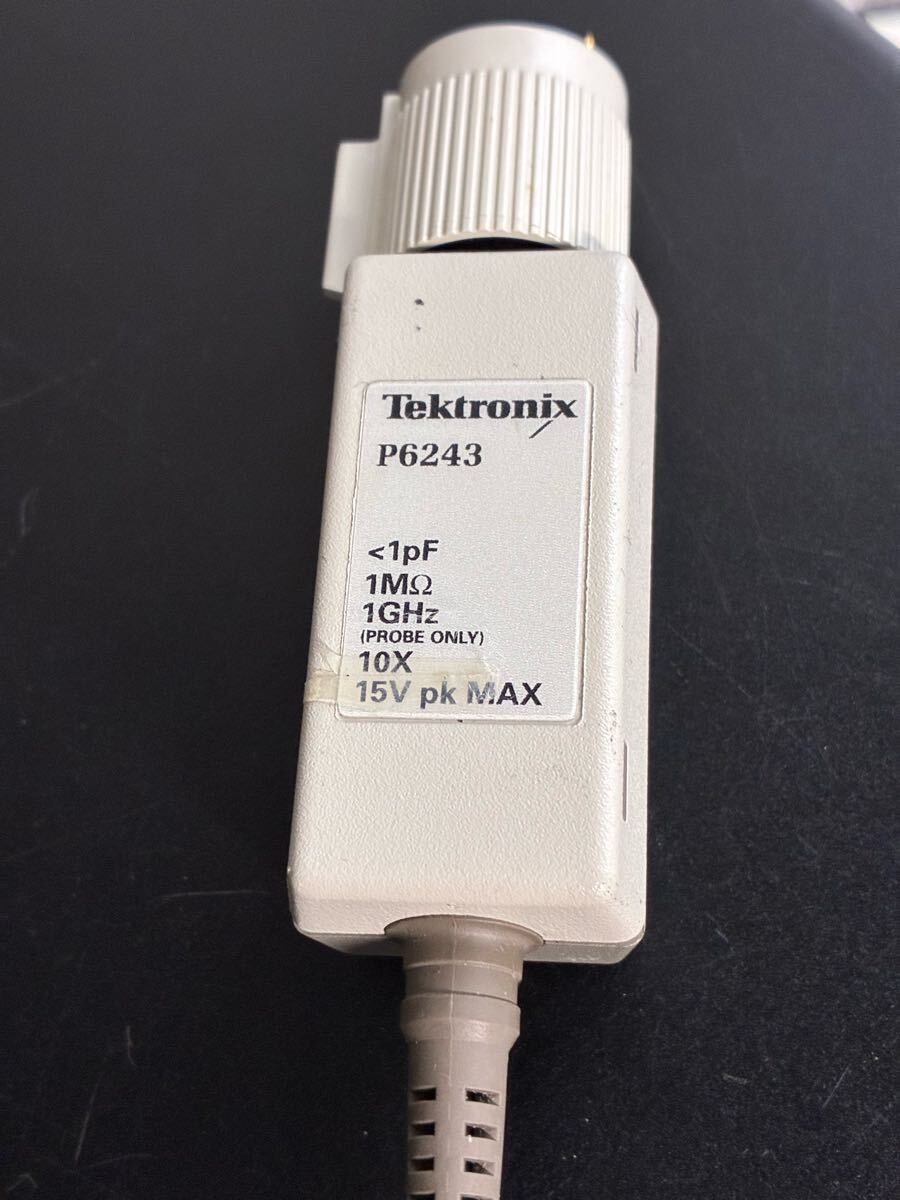 Tektronix
P6243
<1pF
1MΩ
1GHz
(PROBE ONLY)
10X
15V pk MAX